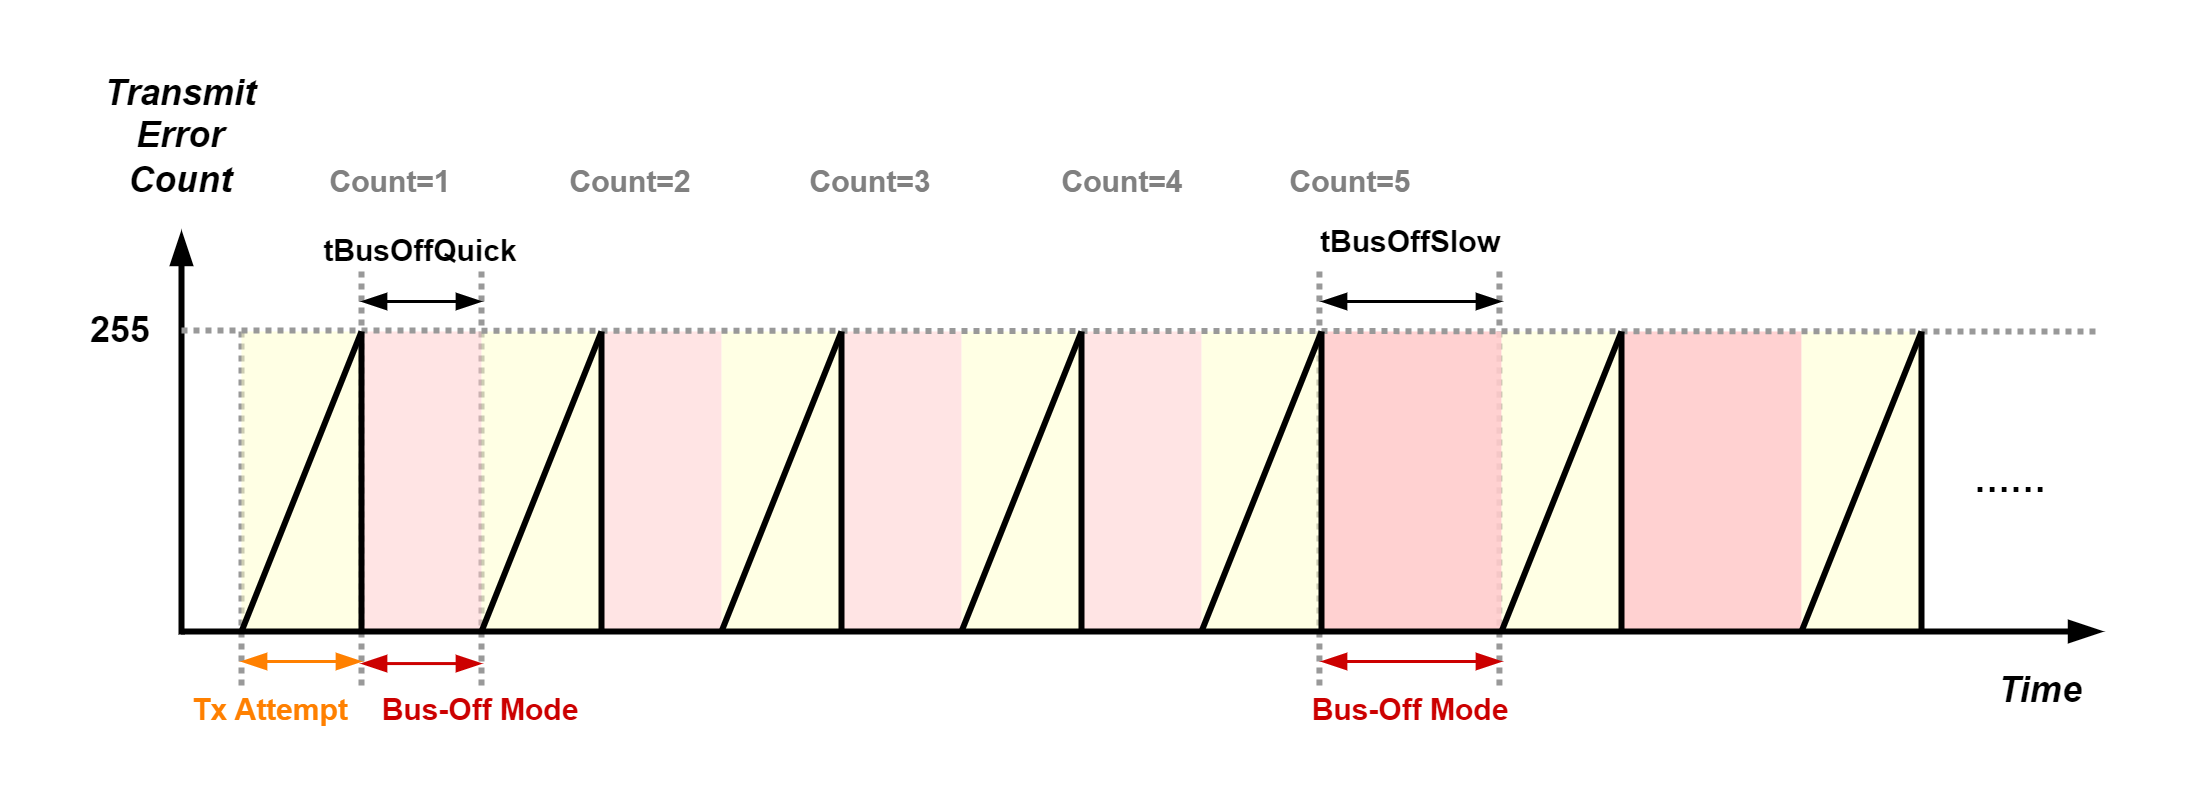 Transmit
Error
Count
Count=1
Count=2
Count=3
Count=4
Count=5
tBusOffQuick
tBusOffSlow
255
......
Tx Attempt
Bus-Off Mode
Bus-Off Mode
Time